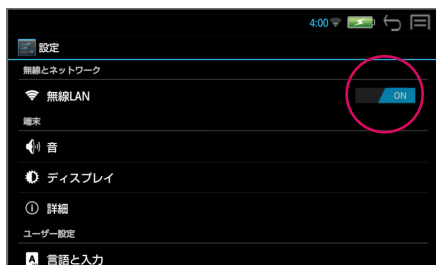 4:00
設定
無線とネットワーク
無線LAN ON
端末
音
ディスプレイ
詳細
ユーザー設定
A 言語と入力